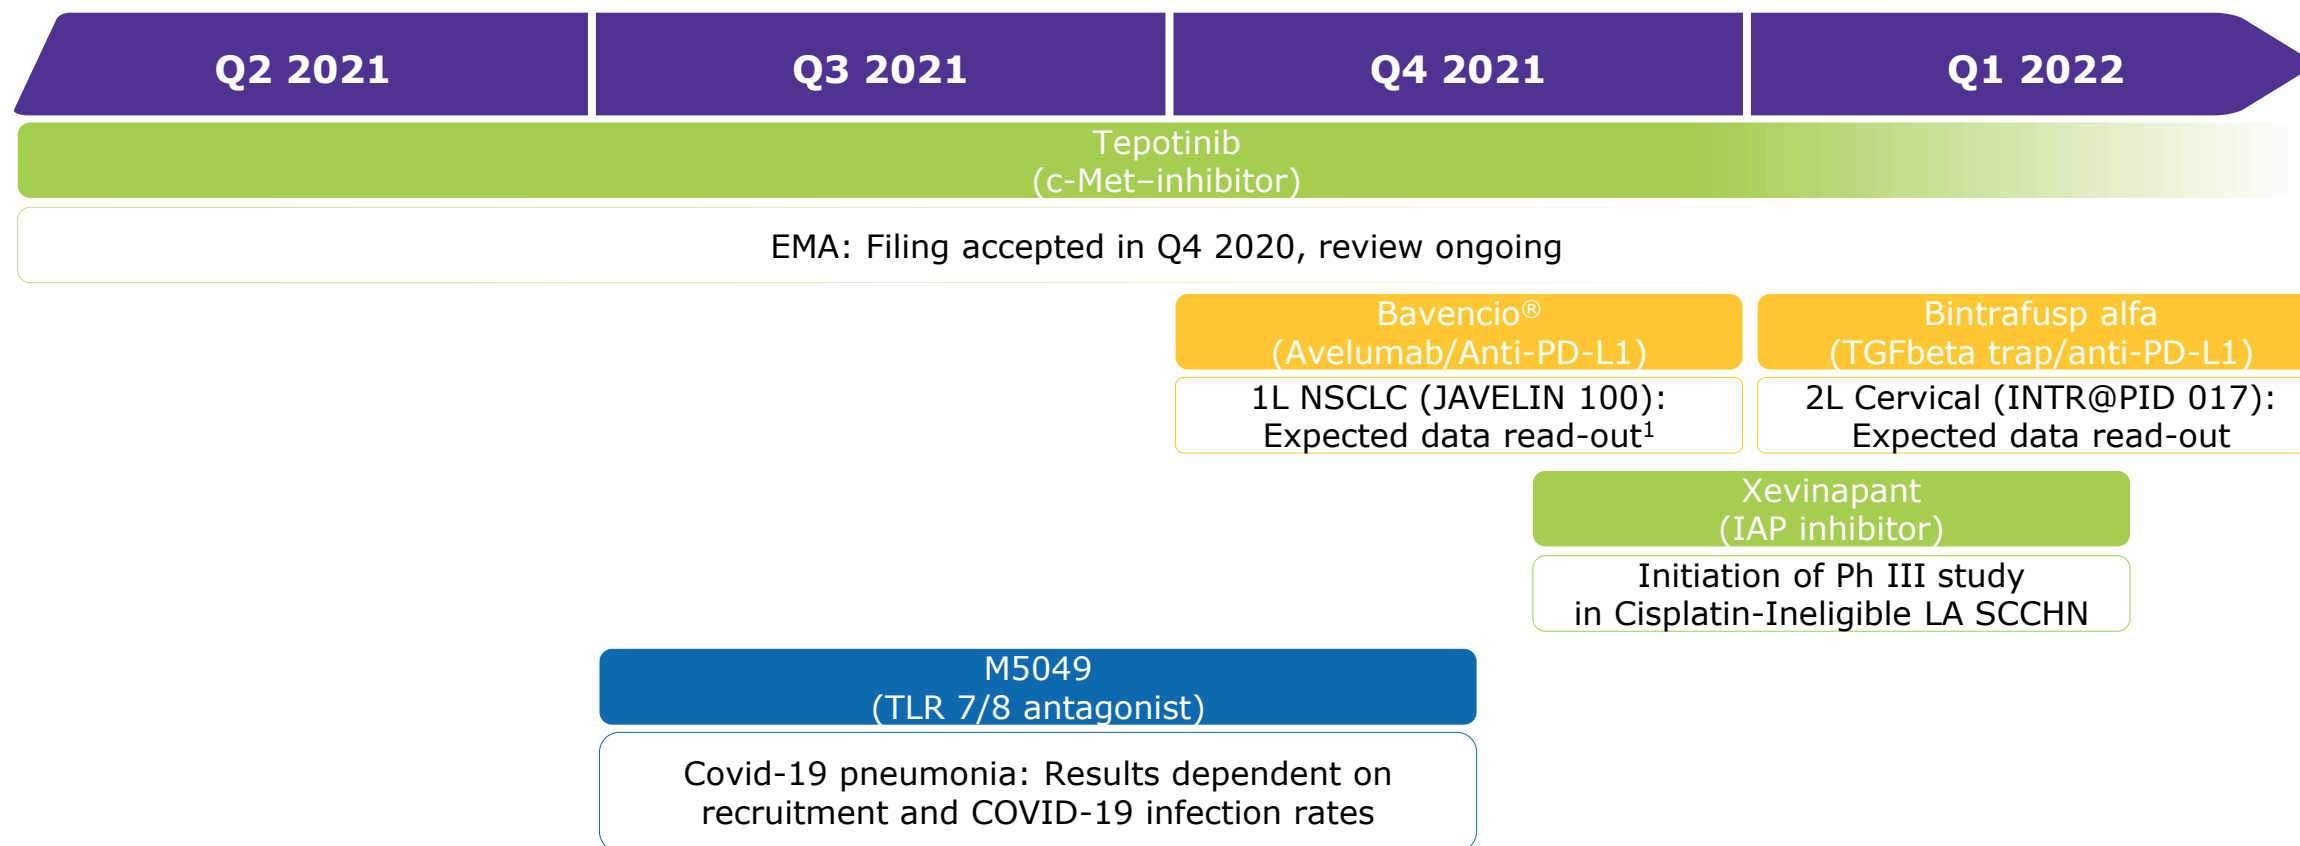 Q2 2021
Q3 2021
Q4 2021
Q1 2022
Tepotinib
(c-Met–inhibitor)
EMA: Filing accepted in Q4 2020, review ongoing
Bavencio®
(Avelumab/Anti-PD-L1)
1L NSCLC (JAVELIN 100):
Expected data read-out¹
Bintrafusp alfa
(TGFbeta trap/anti-PD-L1)
2L Cervical (INTR@PID 017):
Expected data read-out
Xevinapant
(IAP inhibitor)
Initiation of Ph III study
in Cisplatin-Ineligible LA SCCHN
M5049
(TLR 7/8 antagonist)
Covid-19 pneumonia: Results dependent on
recruitment and COVID-19 infection rates